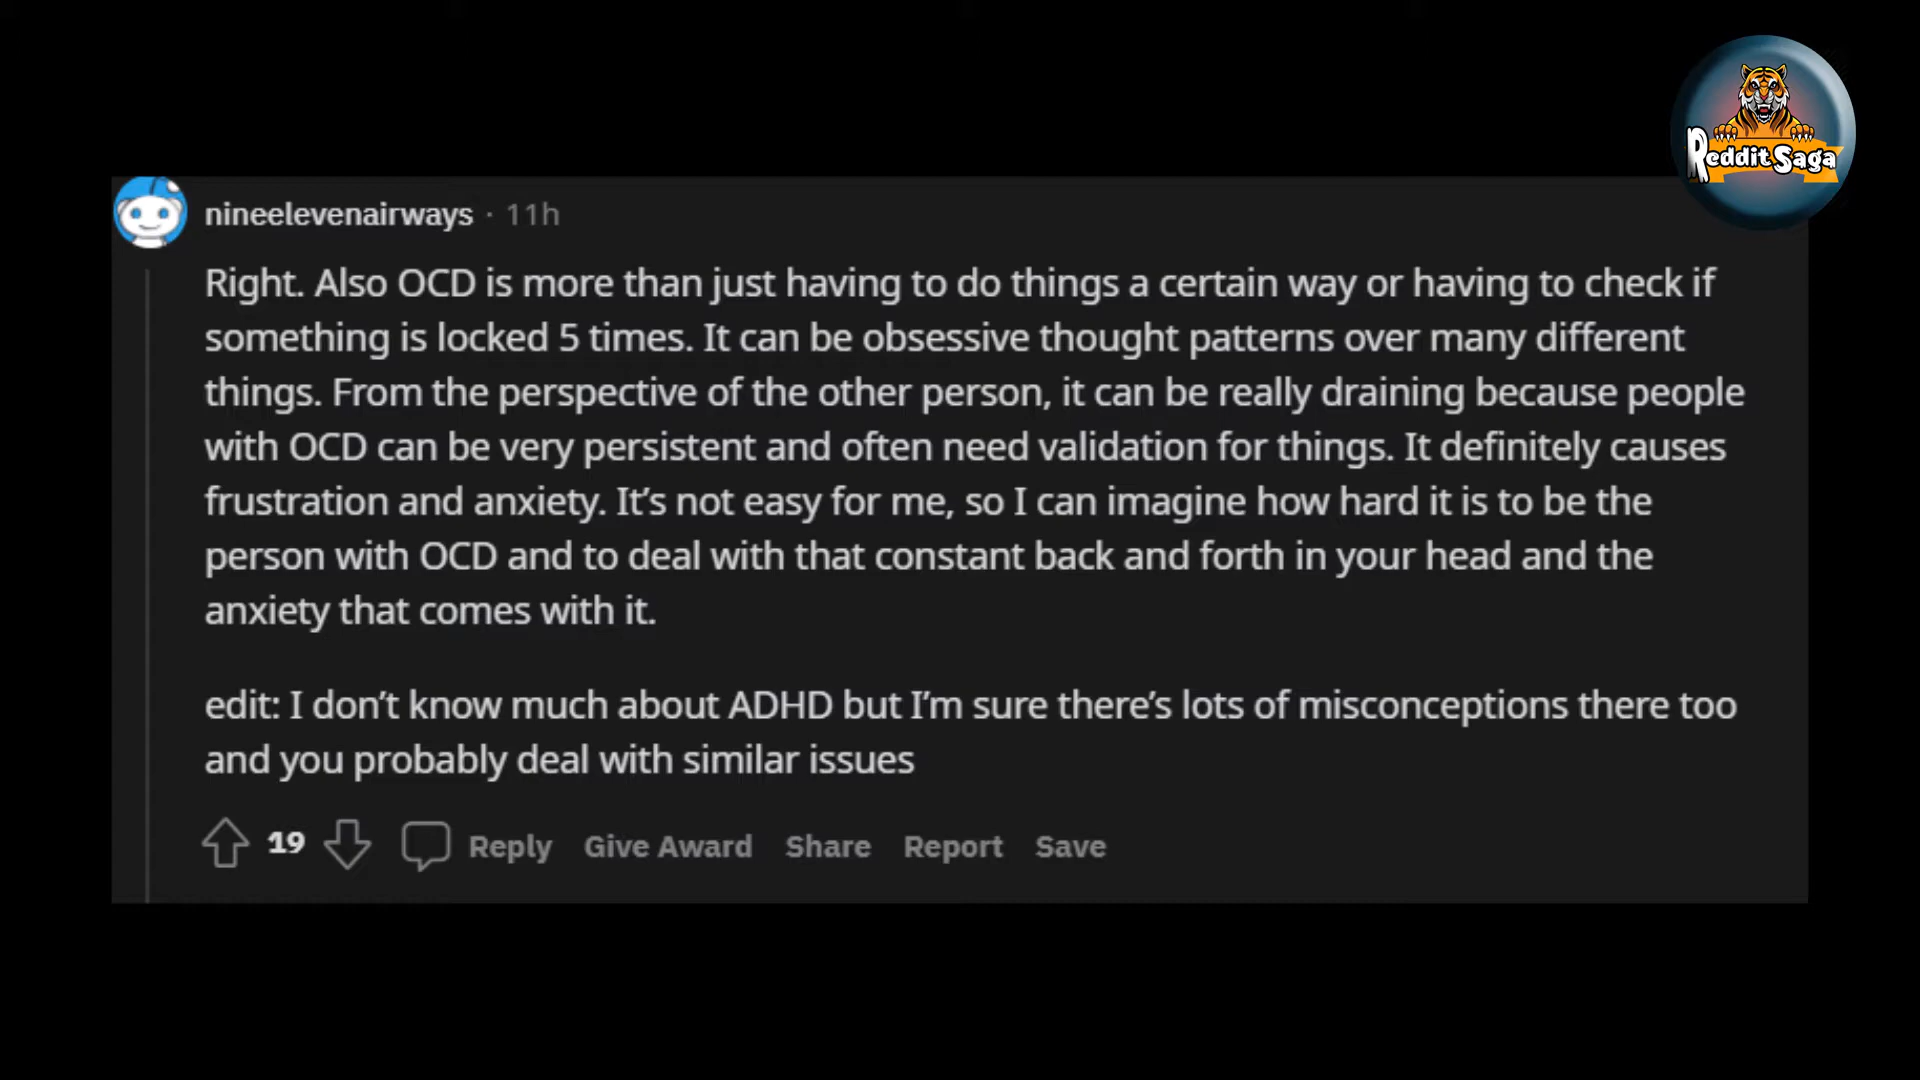 Reddit Saga
nineelevenairways · 11h
Right. Also OCD is more than just having to do things a certain way or having to check if
something is locked 5 times. It can be obsessive thought patterns over many different
things. From the perspective of the other person, it can be really draining because people
with OCD can be very persistent and often need validation for things. It definitely causes
frustration and anxiety. It’s not easy for me, so I can imagine how hard it is to be the
person with OCD and to deal with that constant back and forth in your head and the
anxiety that comes with it.
edit: I don’t know much about ADHD but I’m sure there’s lots of misconceptions there too
and you probably deal with similar issues
19 Reply Give Award Share Report Save